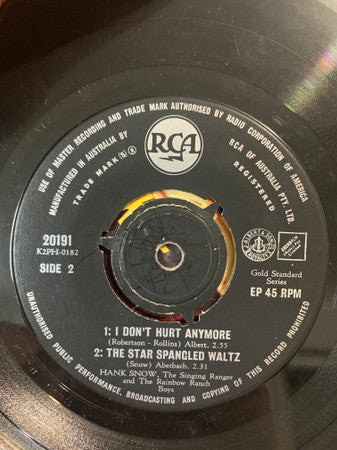 USE OF MASTER RECORDING AND TRADE MARK AUTHORISED BY RADIO CORPORATION OF AMERICA
MANUFACTURED IN AUSTRALIA BY
RCA
RCA OF AUSTRALIA PTY. LTD.
TRADE MARK
REGISTERED
20191
K2PH-0182
SIDE 2
Gold Standard
Series
EP 45 RPM
1: I DON'T HURT ANYMORE
(Robertson - Rollins) Albert. 2.55
2: THE STAR SPANGLED WALTZ
(Snow) Aberbach. 2.31
HANK SNOW, The Singing Ranger
and The Rainbow Ranch
Boys
UNAUTHORISED PUBLIC PERFORMANCE, BROADCASTING AND COPYING OF THIS RECORD PROHIBITED